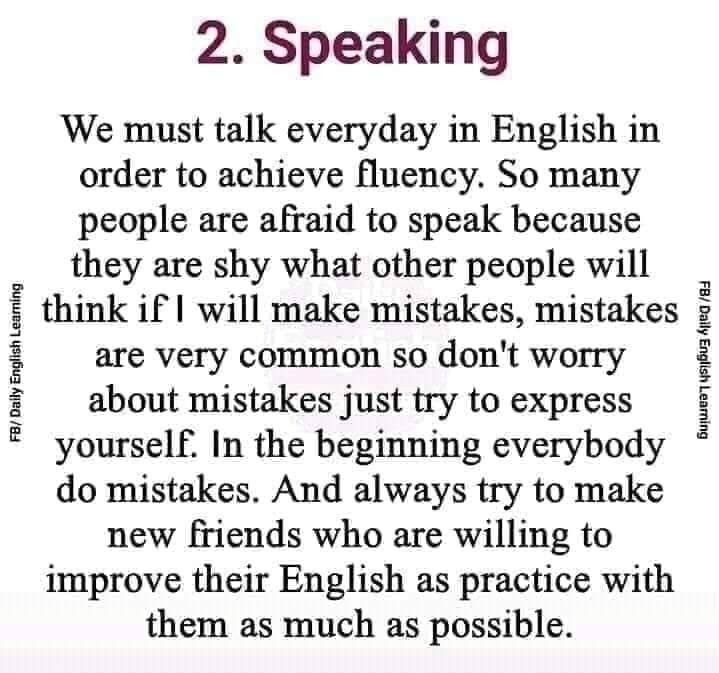 2. Speaking
We must talk everyday in English in
order to achieve fluency. So many
people are afraid to speak because
they are shy what other people will
think if I will make mistakes, mistakes
are very common so don't worry
about mistakes just try to express
yourself. In the beginning everybody
do mistakes. And always try to make
new friends who are willing to
improve their English as practice with
them as much as possible.
FB/ Daily English Learning
FB/ Daily English Learning